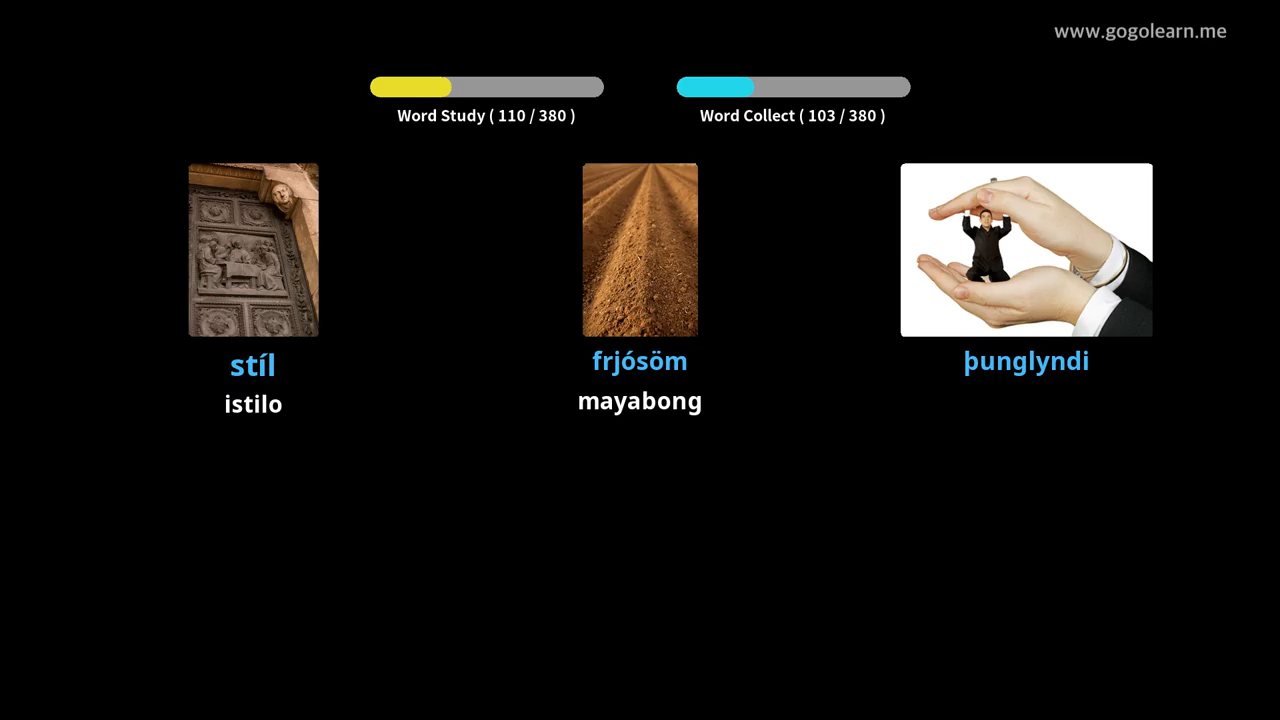 www.gogolearn.me
Word Study ( 110 / 380 )
Word Collect ( 103 / 380 )
stíl
istilo
frjósöm
mayabong
þunglyndi